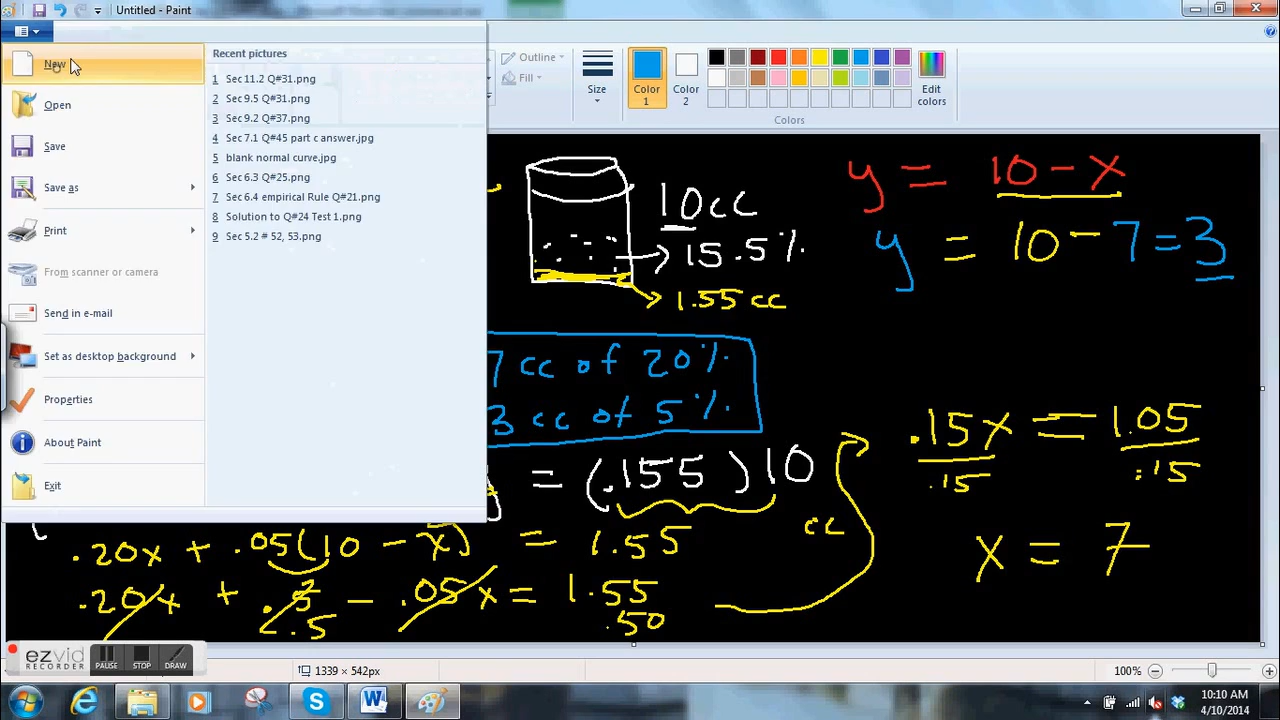 Untitled - Paint
New
Open
Save
Save as
Print
From scanner or camera
Send in e-mail
Set as desktop background
Properties
About Paint
Exit
Recent pictures
1 Sec 11.2 Q#31.png
2 Sec 9.5 Q#31.png
3 Sec 9.2 Q#37.png
4 Sec 7.1 Q#45 part c answer.jpg
5 blank normal curve.jpg
6 Sec 6.3 Q#25.png
7 Sec 6.4 empirical Rule Q#21.png
8 Solution to Q#24 Test 1.png
9 Sec 5.2 # 52, 53.png
Outline
Fill
Size
Color 1
Color 2
Edit colors
Colors
10cc
15.5%
1.55 cc
y = 10 - x
y = 10 - 7 = 3
7 cc of 20%
3 cc of 5%
= (.155)10
cc
.20x + .05(10 - x) = 1.55
.20x + .5 - .05x = 1.55
.5 .50
.15x = 1.05
.15 .15
x = 7
ezvid
RECORDER
PAUSE
STOP
DRAW
1339 × 542px
100%
10:10 AM
4/10/2014